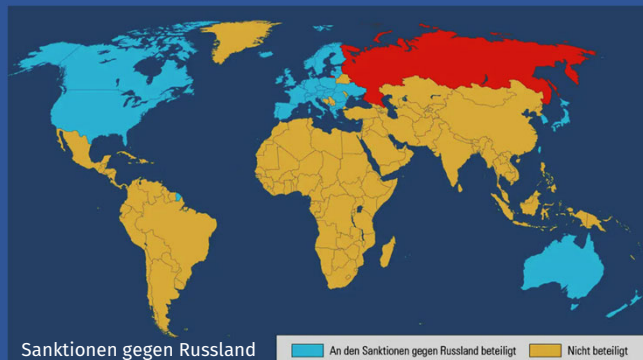 Sanktionen gegen Russland
An den Sanktionen gegen Russland beteiligt
Nicht beteiligt